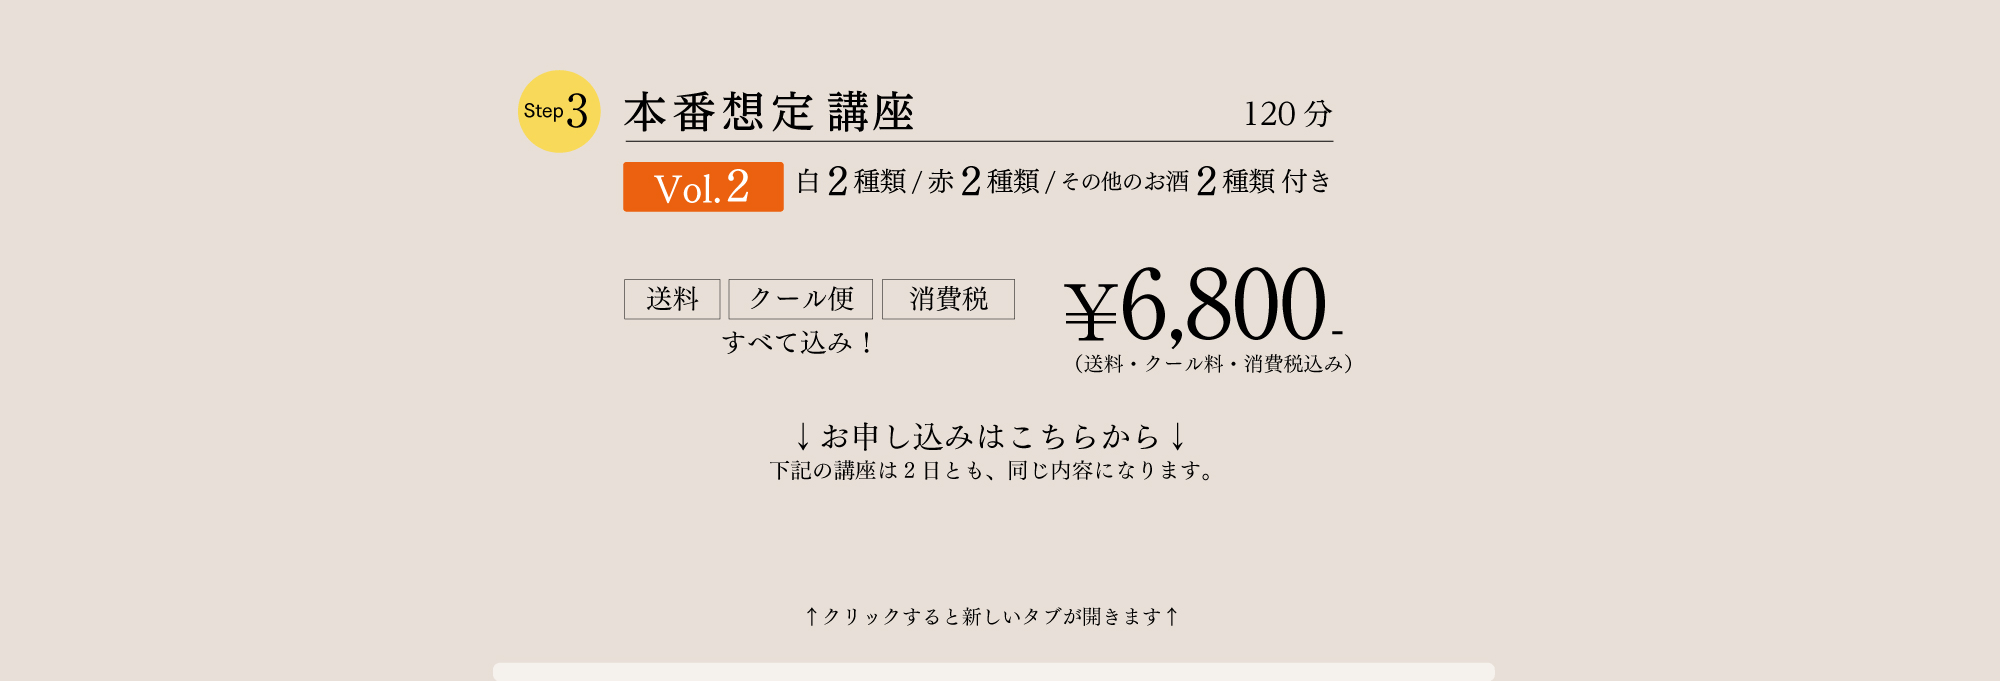 Step3 本番想定 講座 120 分
Vol.2 白 2 種類 / 赤 2 種類 / その他のお酒 2 種類 付き
送料 クール便 消費税 ¥6,800-
すべて込み！
（送料・クール料・消費税込み）
↓お申し込みはこちらから↓
下記の講座は 2 日とも、同じ内容になります。
↑クリックすると新しいタブが開きます↑